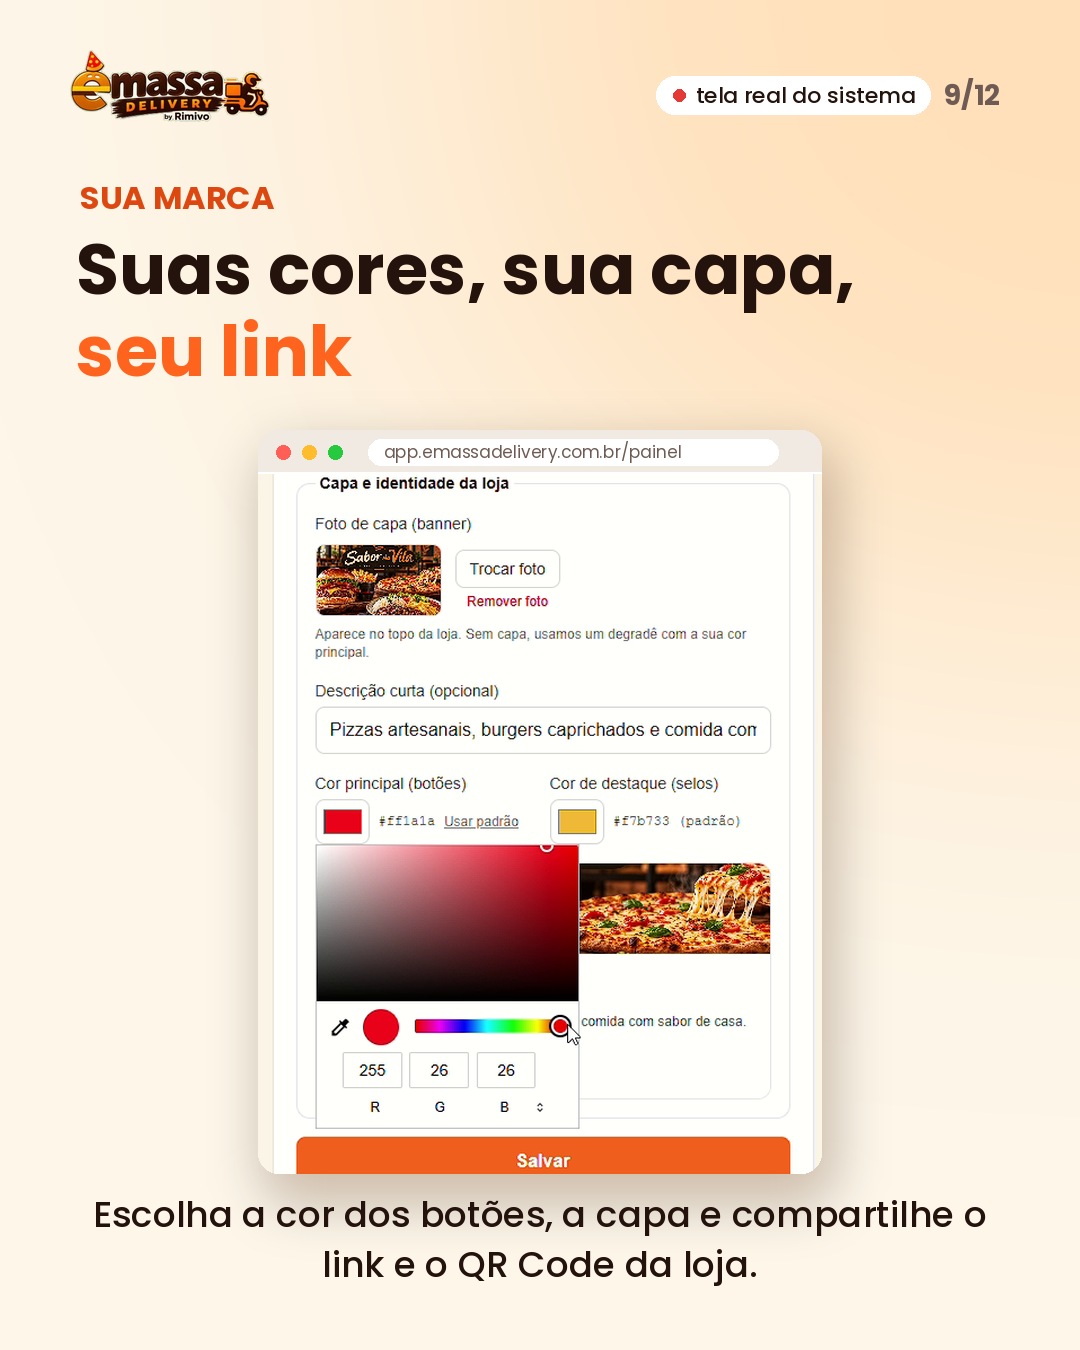 êmassa
DELIVERY
by Rimivo
tela real do sistema
9/12
SUA MARCA
Suas cores, sua capa,
seu link
app.emassadelivery.com.br/painel
Capa e identidade da loja
Foto de capa (banner)
Sabor da Vila
Trocar foto
Remover foto
Aparece no topo da loja. Sem capa, usamos um degradê com a sua cor
principal.
Descrição curta (opcional)
Pizzas artesanais, burgers caprichados e comida com
Cor principal (botões)
Cor de destaque (selos)
#ff1a1a Usar padrão
#f7b733 (padrão)
comida com sabor de casa.
255 26 26
R G B
Salvar
Escolha a cor dos botões, a capa e compartilhe o
link e o QR Code da loja.